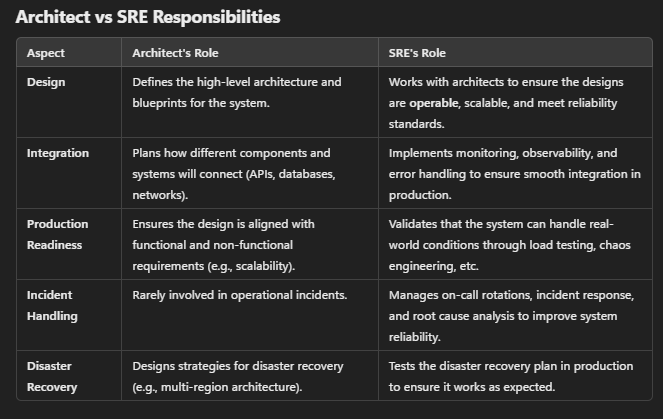 Architect vs SRE Responsibilities
Aspect
Architect's Role
SRE's Role
Design
Defines the high-level architecture and
blueprints for the system.
Works with architects to ensure the designs
are operable, scalable, and meet reliability
standards.
Integration
Plans how different components and
systems will connect (APIs, databases,
networks).
Implements monitoring, observability, and
error handling to ensure smooth integration in
production.
Production
Readiness
Ensures the design is aligned with
functional and non-functional
requirements (e.g., scalability).
Validates that the system can handle real-
world conditions through load testing, chaos
engineering, etc.
Incident
Handling
Rarely involved in operational incidents.
Manages on-call rotations, incident response,
and root cause analysis to improve system
reliability.
Disaster
Recovery
Designs strategies for disaster recovery
(e.g., multi-region architecture).
Tests the disaster recovery plan in production
to ensure it works as expected.